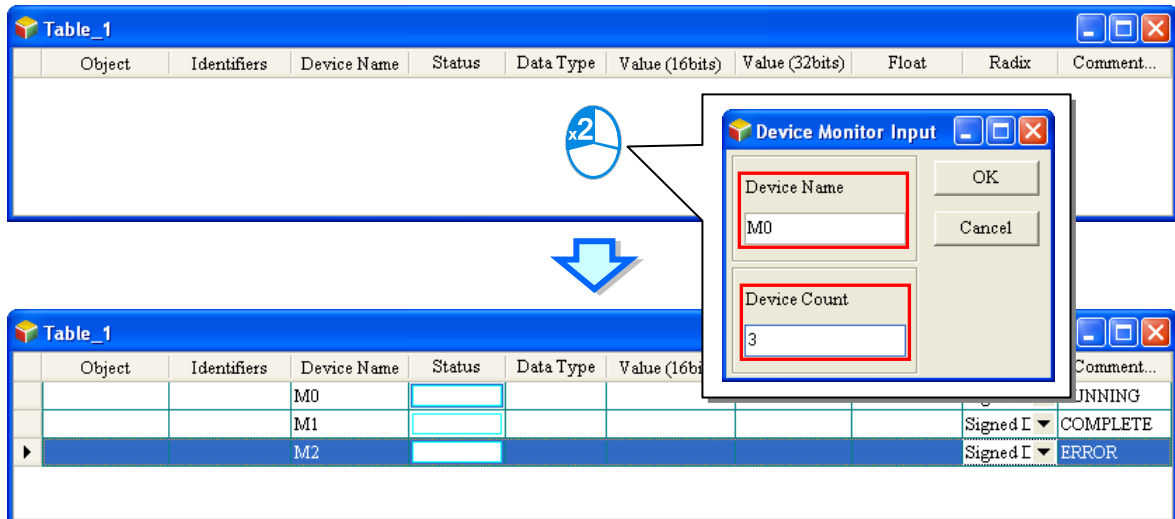 Table_1
Object Identifiers Device Name Status Data Type Value (16bits) Value (32bits) Float Radix Comment...
x2
Device Monitor Input
Device Name
OK
M0
Cancel
Device Count
3
Table_1
Object Identifiers Device Name Status Data Type Value (16bi Comment...
M0 UNNING
M1 Signed D COMPLETE
M2 Signed D ERROR